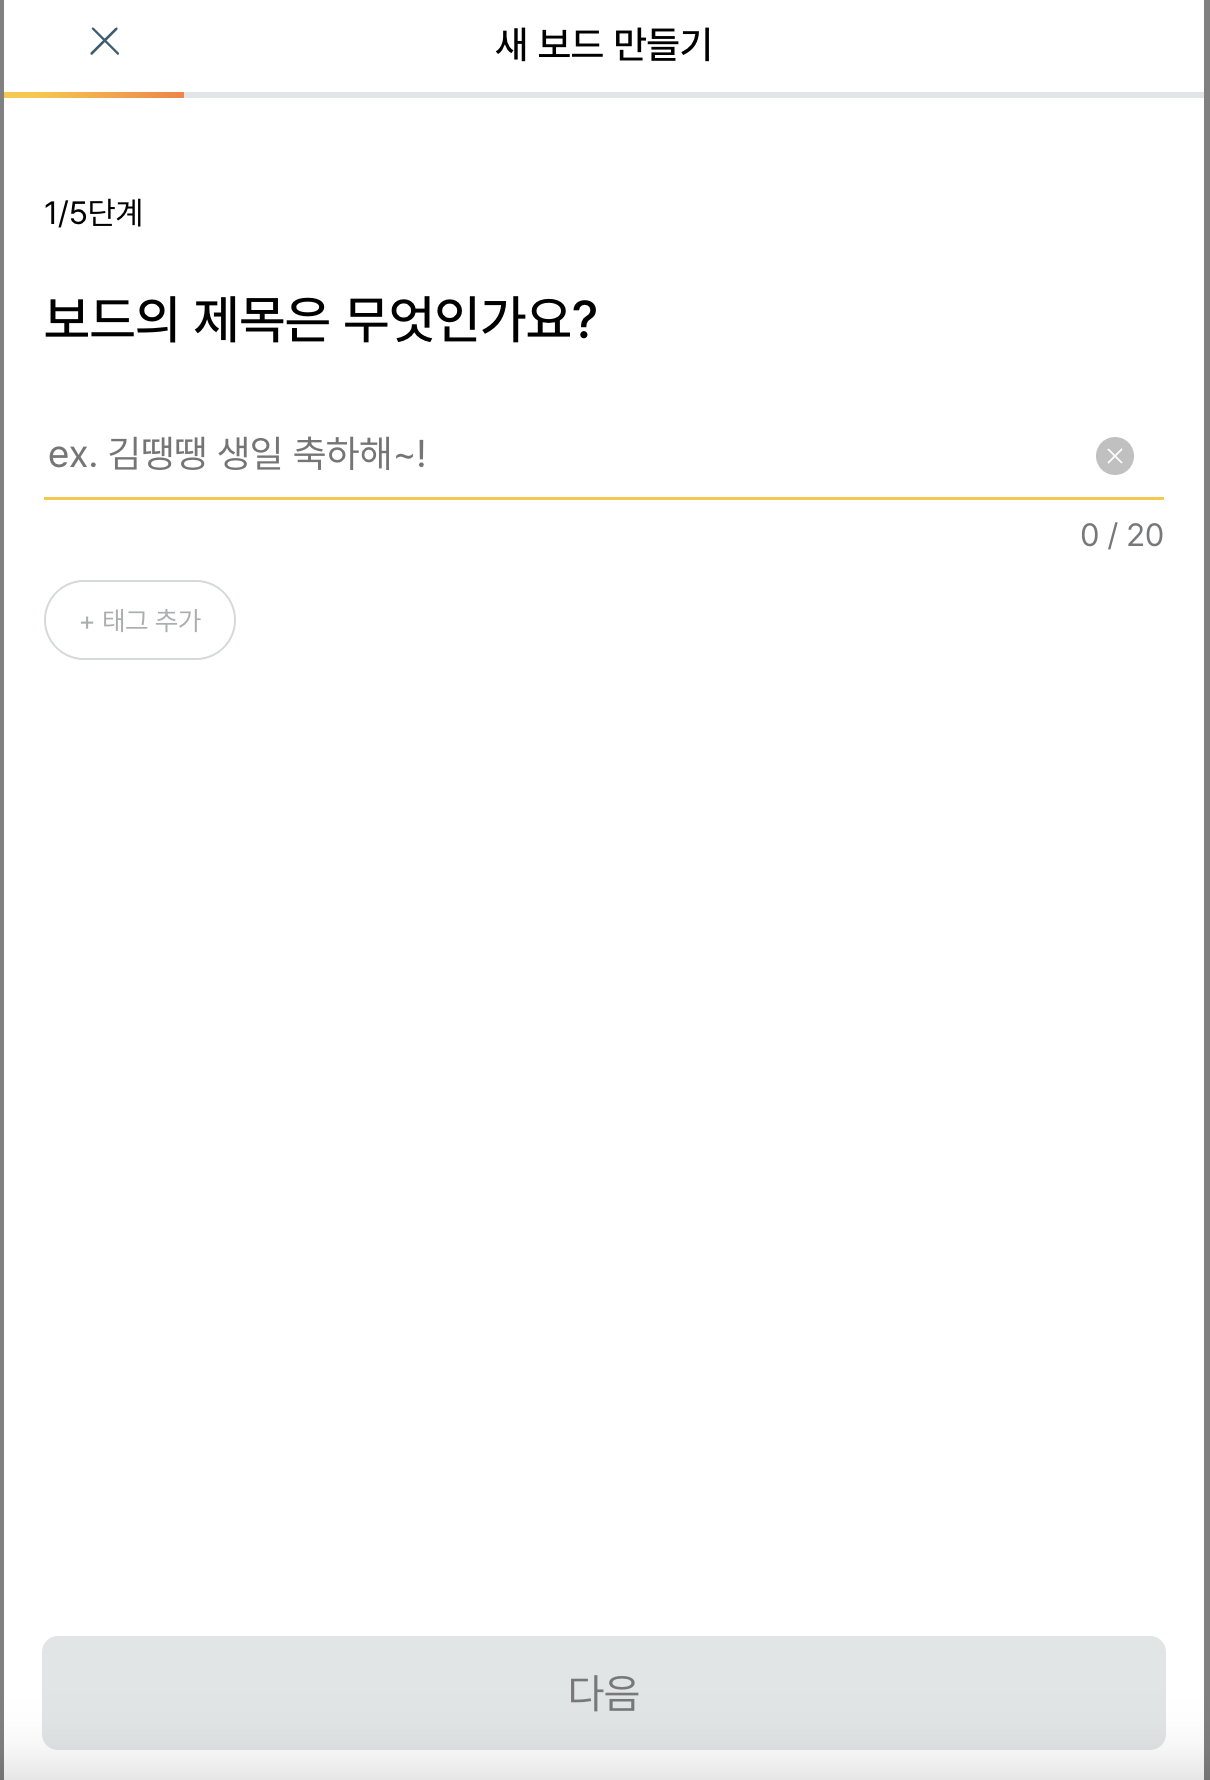 새 보드 만들기
1/5단계
보드의 제목은 무엇인가요?
ex. 김땡땡 생일 축하해~!
0 / 20
+ 태그 추가
다음